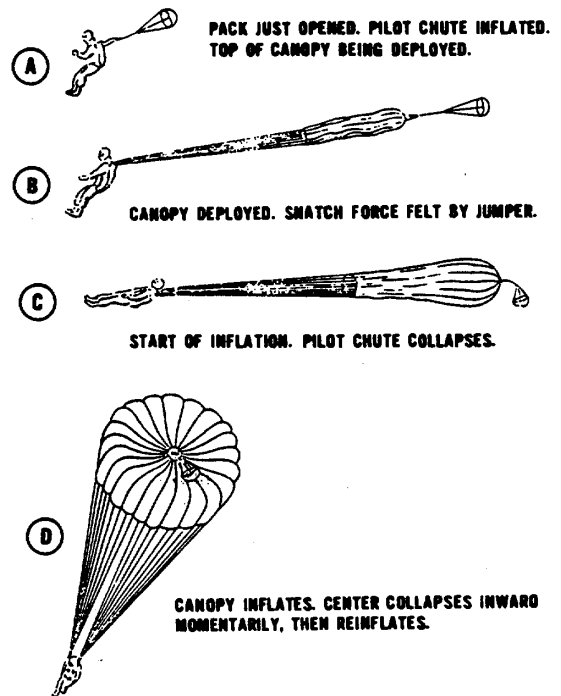 A
PACK JUST OPENED. PILOT CHUTE INFLATED.
TOP OF CANOPY BEING DEPLOYED.
B
CANOPY DEPLOYED. SNATCH FORCE FELT BY JUMPER.
C
START OF INFLATION. PILOT CHUTE COLLAPSES.
D
CANOPY INFLATES. CENTER COLLAPSES INWARD
MOMENTARILY, THEN REINFLATES.